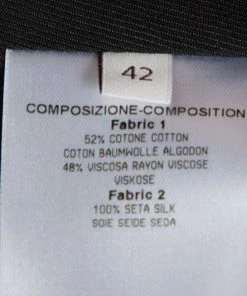 42
COMPOSIZIONE-COMPOSITION
Fabric 1
52% COTONE COTTON
COTON BAUMWOLLE ALGODON
48% VISCOSA RAYON VISCOSE
VISKOSE
Fabric 2
100% SETA SILK
SOIE SEIDE SEDA